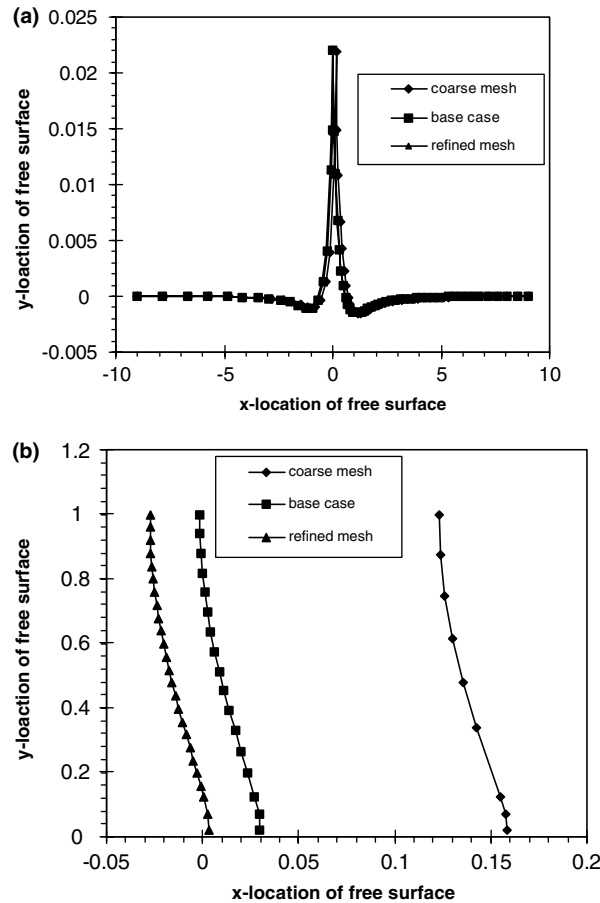 (a)
0.025
0.02
0.015
0.01
0.005
0
-0.005
y-loaction of free surface
coarse mesh
base case
refined mesh
-10 -5 0 5 10
x-location of free surface
(b)
1.2
1
0.8
0.6
0.4
0.2
0
y-loaction of free surface
coarse mesh
base case
refined mesh
-0.05 0 0.05 0.1 0.15 0.2
x-location of free surface